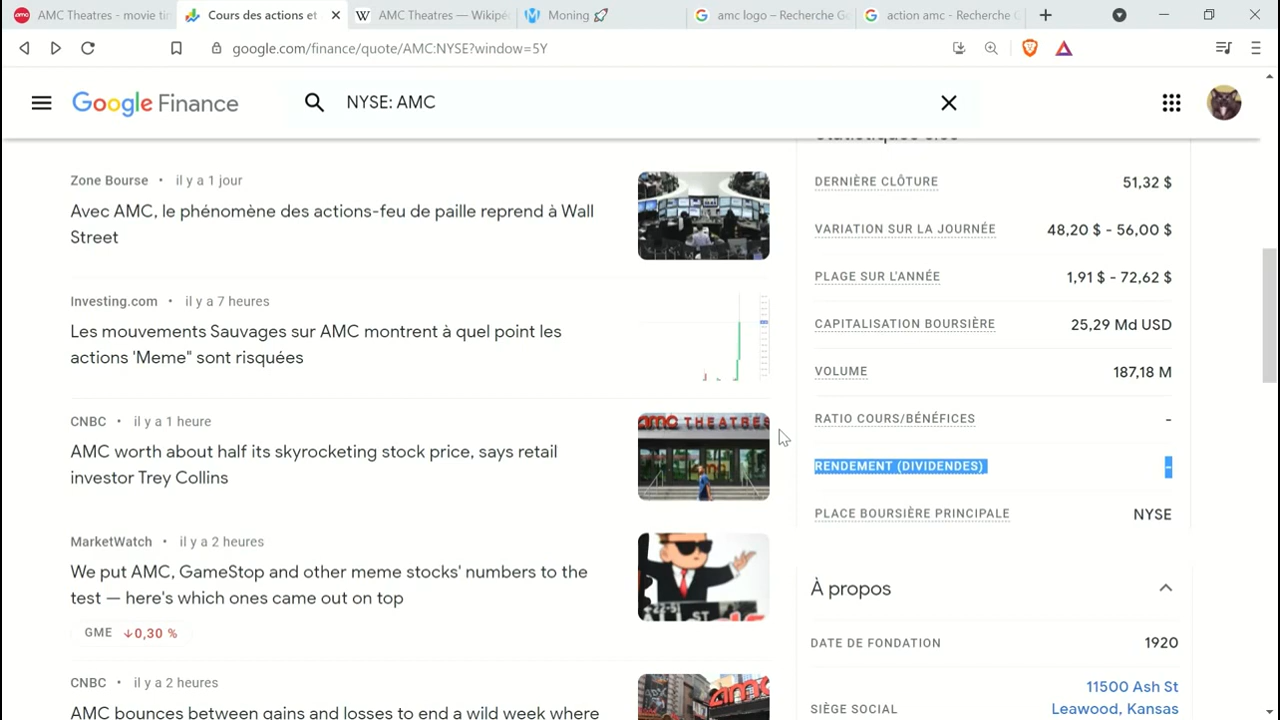 AMC Theatres - movie tim
Cours des actions et
AMC Theatres — Wikipé
Moning
amc logo – Recherche Go
action amc - Recherche G
google.com/finance/quote/AMC:NYSE?window=5Y
Google Finance
NYSE: AMC
Zone Bourse • il y a 1 jour
Avec AMC, le phénomène des actions-feu de paille reprend à Wall
Street
Investing.com • il y a 7 heures
Les mouvements Sauvages sur AMC montrent à quel point les
actions 'Meme" sont risquées
CNBC • il y a 1 heure
AMC worth about half its skyrocketing stock price, says retail
investor Trey Collins
amc THEATRES
MarketWatch • il y a 2 heures
We put AMC, GameStop and other meme stocks' numbers to the
test — here's which ones came out on top
GME ↓0,30 %
CNBC • il y a 2 heures
AMC bounces between gains and losses to end a wild week where
amc
DERNIÈRE CLÔTURE 51,32 $
VARIATION SUR LA JOURNÉE 48,20 $ - 56,00 $
PLAGE SUR L'ANNÉE 1,91 $ - 72,62 $
CAPITALISATION BOURSIÈRE 25,29 Md USD
VOLUME 187,18 M
RATIO COURS/BÉNÉFICES -
RENDEMENT (DIVIDENDES) -
PLACE BOURSIÈRE PRINCIPALE NYSE
À propos
DATE DE FONDATION 1920
SIÈGE SOCIAL 11500 Ash St
Leawood, Kansas